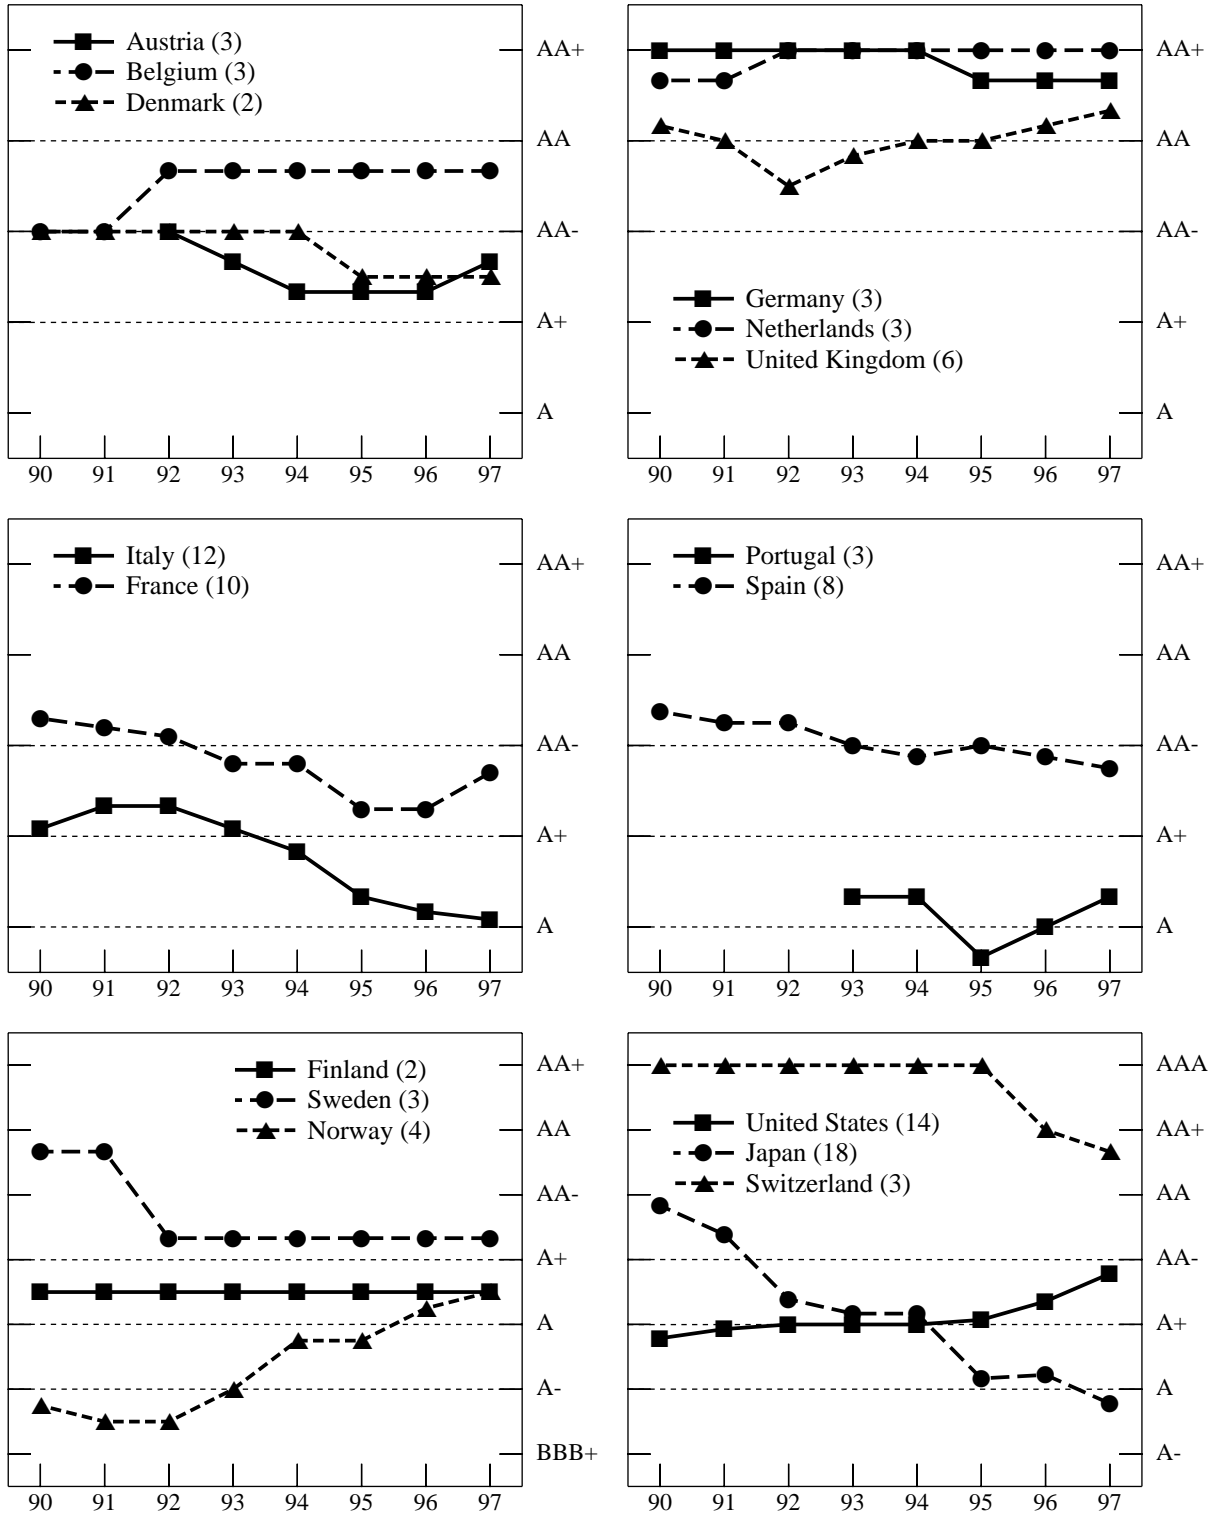 Austria (3)
Belgium (3)
Denmark (2)
AA+
AA
AA-
A+
A
90 91 92 93 94 95 96 97
AA+
AA
AA-
Germany (3)
Netherlands (3)
United Kingdom (6)
A+
A
90 91 92 93 94 95 96 97
Italy (12)
France (10)
AA+
AA
AA-
A+
A
90 91 92 93 94 95 96 97
Portugal (3)
Spain (8)
AA+
AA
AA-
A+
A
90 91 92 93 94 95 96 97
Finland (2)
Sweden (3)
Norway (4)
AA+
AA
AA-
A+
A
A-
BBB+
90 91 92 93 94 95 96 97
AAA
United States (14)
Japan (18)
Switzerland (3)
AA+
AA
AA-
A+
A
A-
90 91 92 93 94 95 96 97